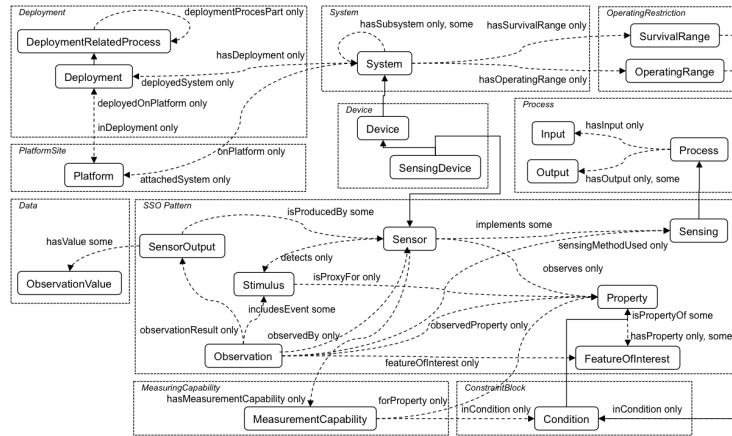 Deployment
deploymentProcesPart only
DeploymentRelatedProcess
Deployment
hasDeployment only
deployedSystem only
deployedOnPlatform only
inDeployment only
PlatformSite
Platform
onPlatform only
attachedSystem only
System
hasSubsystem only, some
System
hasSurvivalRange only
hasOperatingRange only
OperatingRestriction
SurvivalRange
OperatingRange
Device
Device
SensingDevice
Process
Input
hasInput only
Process
Output
hasOutput only, some
Data
hasValue some
ObservationValue
SSO Pattern
isProducedBy some
SensorOutput
Sensor
implements some
Sensing
sensingMethodUsed only
detects only
observes only
Stimulus
isProxyFor only
Property
includesEvent some
isPropertyOf some
observationResult only
observedBy only
observedProperty only
hasProperty only, some
Observation
featureOfInterest only
FeatureOfInterest
MeasuringCapability
hasMeasurementCapability only
forProperty only
MeasurementCapability
inCondition only
ConstraintBlock
Condition
inCondition only